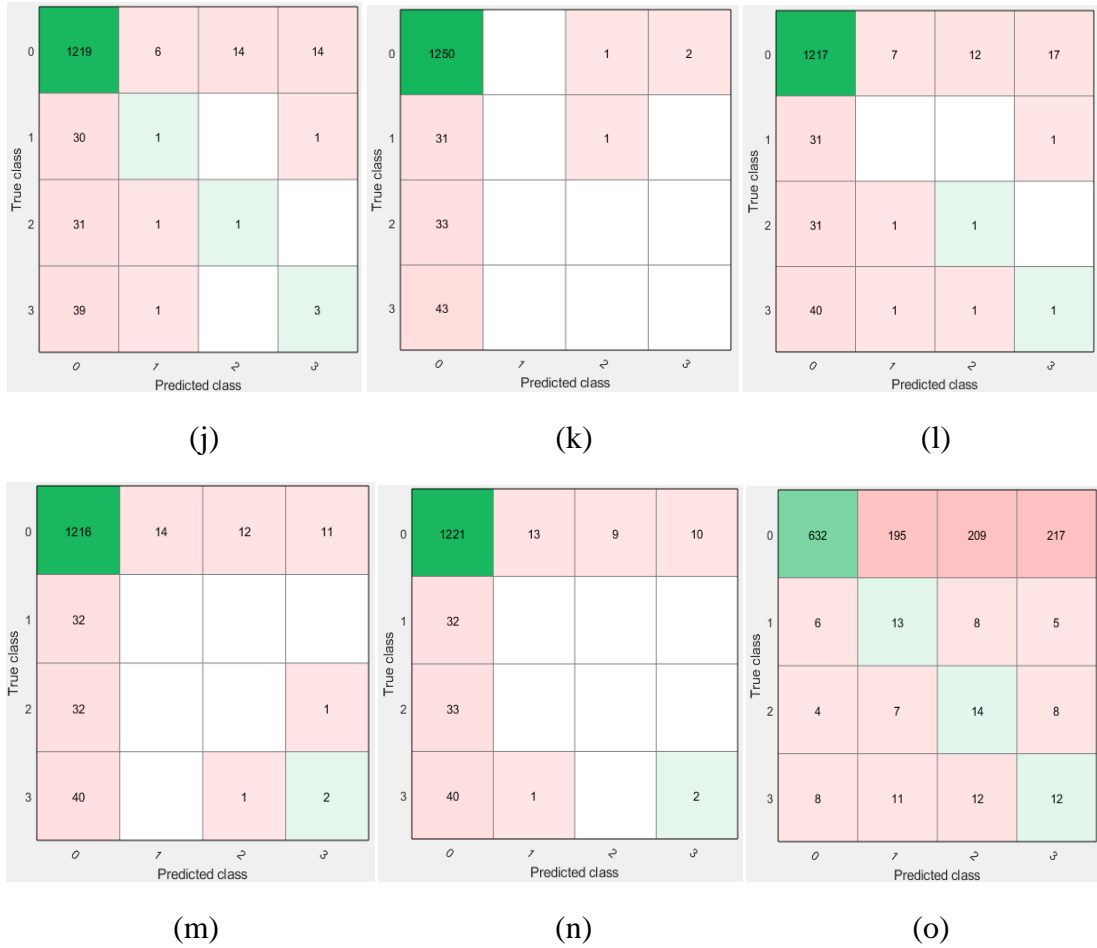 0 1219 6 14 14
1 30 1 1
2 31 1 1
3 39 1 3
0 1 2 3
True class
Predicted class
(j)
0 1250 1 2
1 31 1
2 33
3 43
0 1 2 3
True class
Predicted class
(k)
0 1217 7 12 17
1 31 1
2 31 1 1
3 40 1 1 1
0 1 2 3
True class
Predicted class
(l)
0 1216 14 12 11
1 32
2 32 1
3 40 1 2
0 1 2 3
True class
Predicted class
(m)
0 1221 13 9 10
1 32
2 33
3 40 1 2
0 1 2 3
True class
Predicted class
(n)
0 632 195 209 217
1 6 13 8 5
2 4 7 14 8
3 8 11 12 12
0 1 2 3
True class
Predicted class
(o)